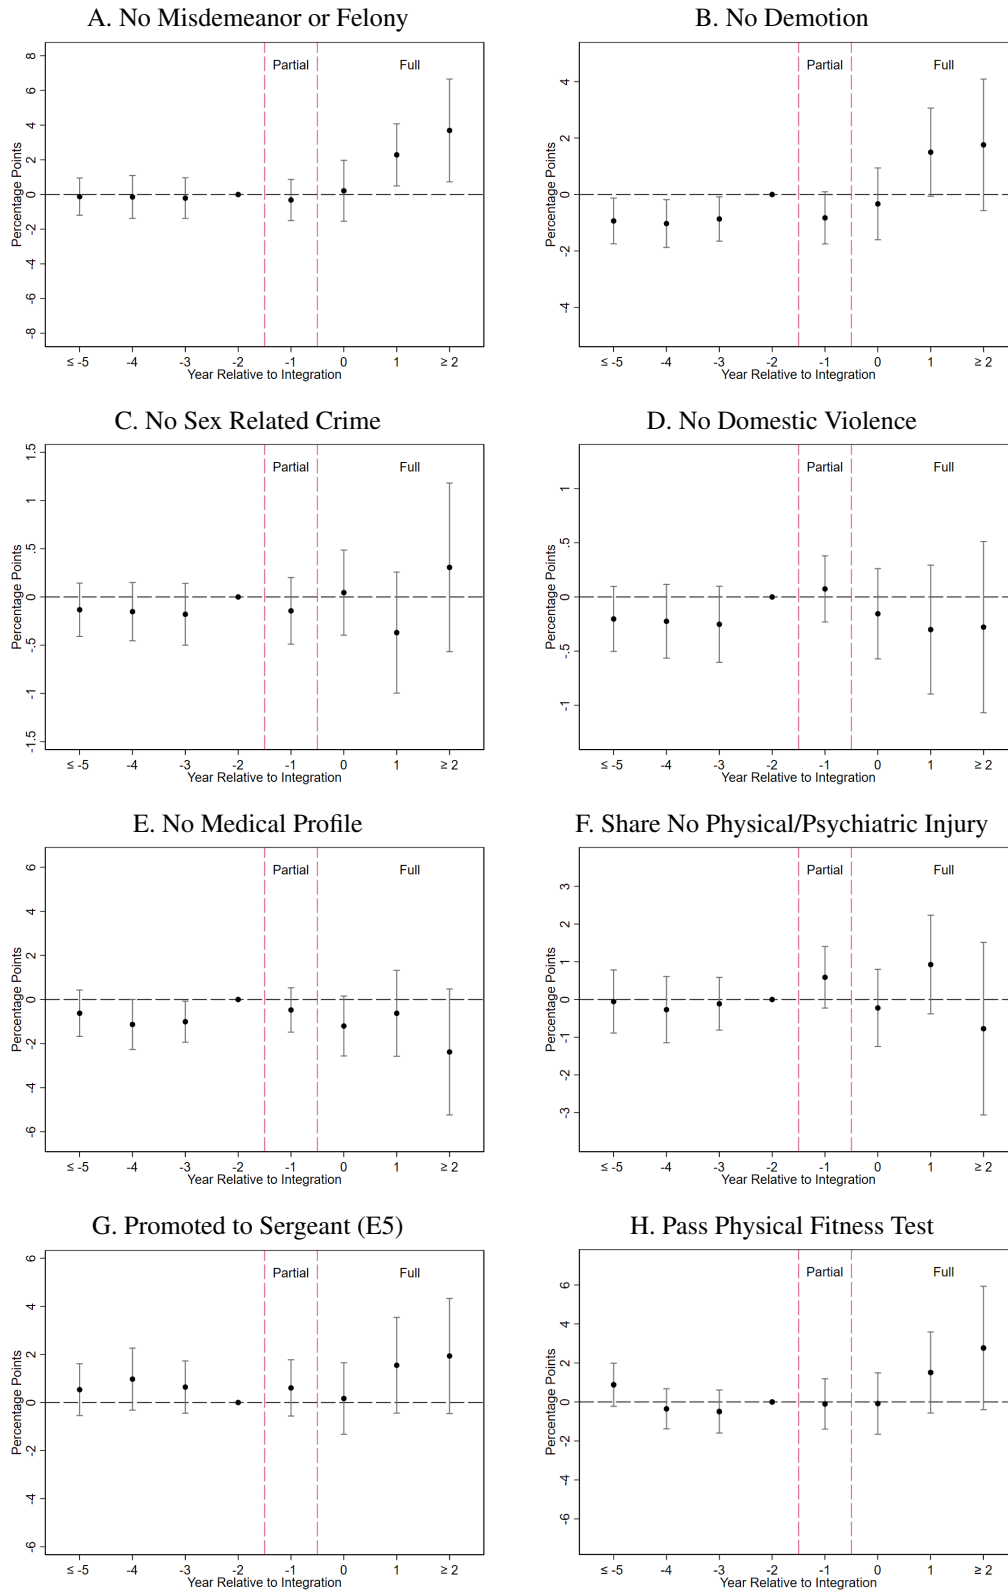 A. No Misdemeanor or Felony
Partial
Full
Percentage Points
8
6
4
2
0
-2
-4
-6
-8
≤ -5 -4 -3 -2 -1 0 1 ≥ 2
Year Relative to Integration
B. No Demotion
Partial
Full
Percentage Points
4
2
0
-2
-4
≤ -5 -4 -3 -2 -1 0 1 ≥ 2
Year Relative to Integration
C. No Sex Related Crime
Partial
Full
Percentage Points
1.5
1
.5
0
-.5
-1
-1.5
≤ -5 -4 -3 -2 -1 0 1 ≥ 2
Year Relative to Integration
D. No Domestic Violence
Partial
Full
Percentage Points
1
.5
0
-.5
-1
≤ -5 -4 -3 -2 -1 0 1 ≥ 2
Year Relative to Integration
E. No Medical Profile
Partial
Full
Percentage Points
6
4
2
0
-2
-4
-6
≤ -5 -4 -3 -2 -1 0 1 ≥ 2
Year Relative to Integration
F. Share No Physical/Psychiatric Injury
Partial
Full
Percentage Points
3
2
1
0
-1
-2
-3
≤ -5 -4 -3 -2 -1 0 1 ≥ 2
Year Relative to Integration
G. Promoted to Sergeant (E5)
Partial
Full
Percentage Points
6
4
2
0
-2
-4
-6
≤ -5 -4 -3 -2 -1 0 1 ≥ 2
Year Relative to Integration
H. Pass Physical Fitness Test
Partial
Full
Percentage Points
6
4
2
0
-2
-4
-6
≤ -5 -4 -3 -2 -1 0 1 ≥ 2
Year Relative to Integration